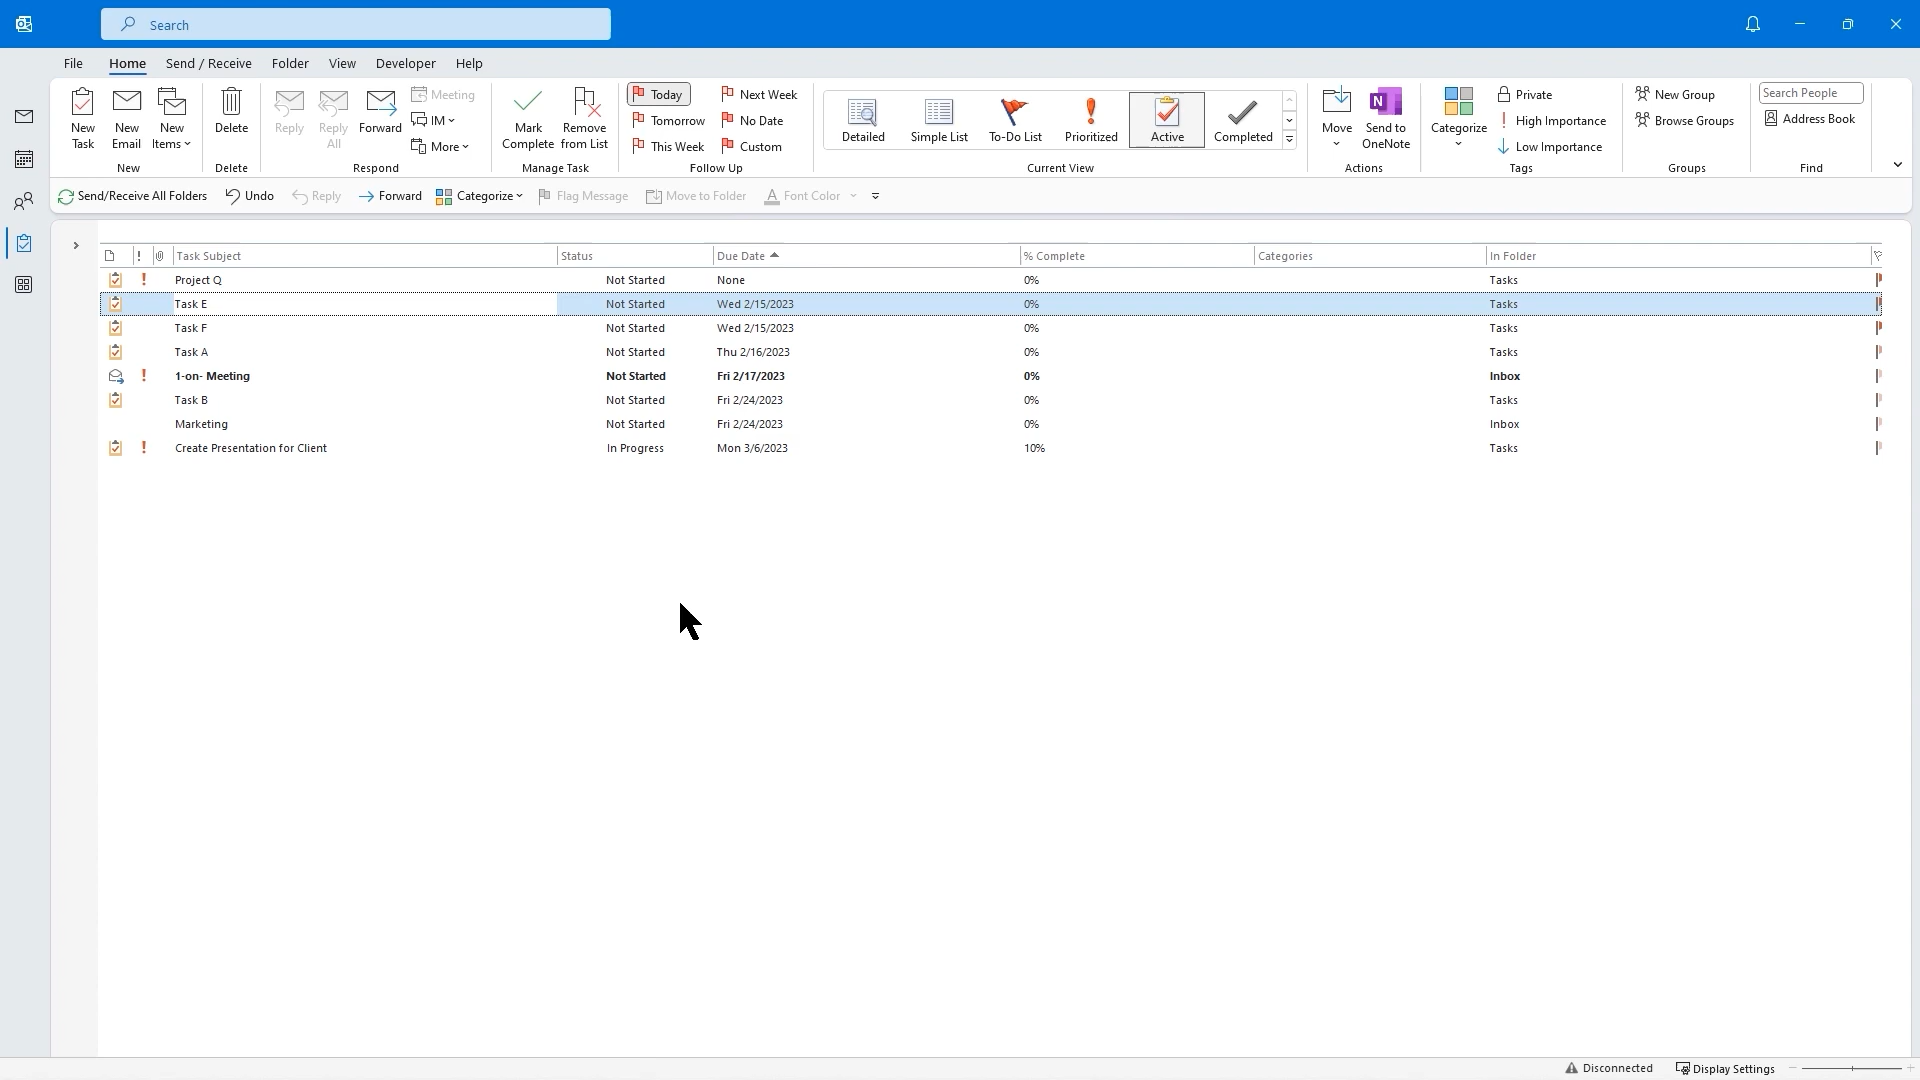 Search
File Home Send / Receive Folder View Developer Help
New Task
New Email
New Items
New
Delete
Delete
Reply
Reply All
Forward
Meeting
IM
More
Respond
Mark Complete
Remove from List
Manage Task
Today
Tomorrow
This Week
Next Week
No Date
Custom
Follow Up
Detailed
Simple List
To-Do List
Prioritized
Active
Completed
Current View
Move
Send to OneNote
Actions
Categorize
Private
High Importance
Low Importance
Tags
New Group
Browse Groups
Groups
Search People
Address Book
Find
Send/Receive All Folders Undo Reply Forward Categorize Flag Message Move to Folder Font Color
! Task Subject Status Due Date % Complete Categories In Folder
! Project Q Not Started None 0% Tasks
Task E Not Started Wed 2/15/2023 0% Tasks
Task F Not Started Wed 2/15/2023 0% Tasks
Task A Not Started Thu 2/16/2023 0% Tasks
! 1-on- Meeting Not Started Fri 2/17/2023 0% Inbox
Task B Not Started Fri 2/24/2023 0% Tasks
Marketing Not Started Fri 2/24/2023 0% Inbox
! Create Presentation for Client In Progress Mon 3/6/2023 10% Tasks
Disconnected Display Settings